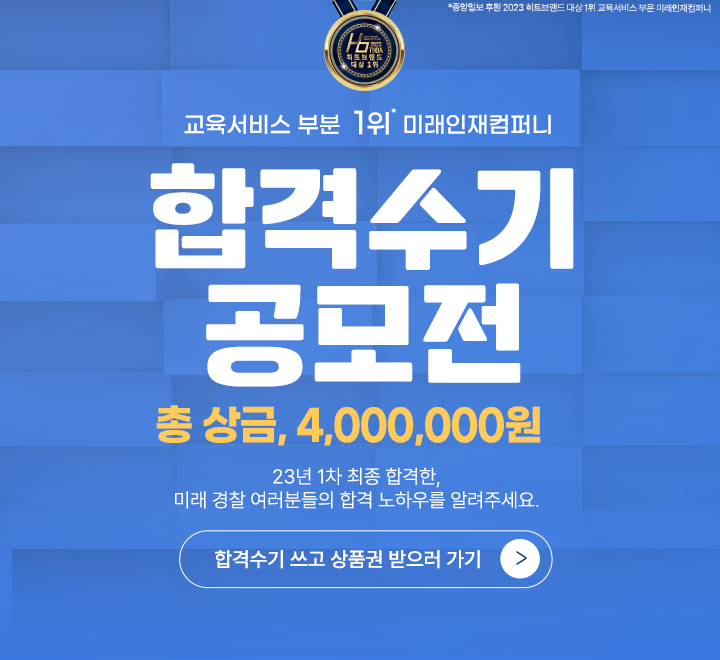 *중앙일보 후원 2023 히트브랜드 대상 1위 교육서비스 부문 미래인재컴퍼니
히트브랜드
대상 1위
교육서비스 부분 1위* 미래인재컴퍼니
합격수기
공모전
총 상금, 4,000,000원
23년 1차 최종 합격한,
미래 경찰 여러분들의 합격 노하우를 알려주세요.
합격수기 쓰고 상품권 받으러 가기 >